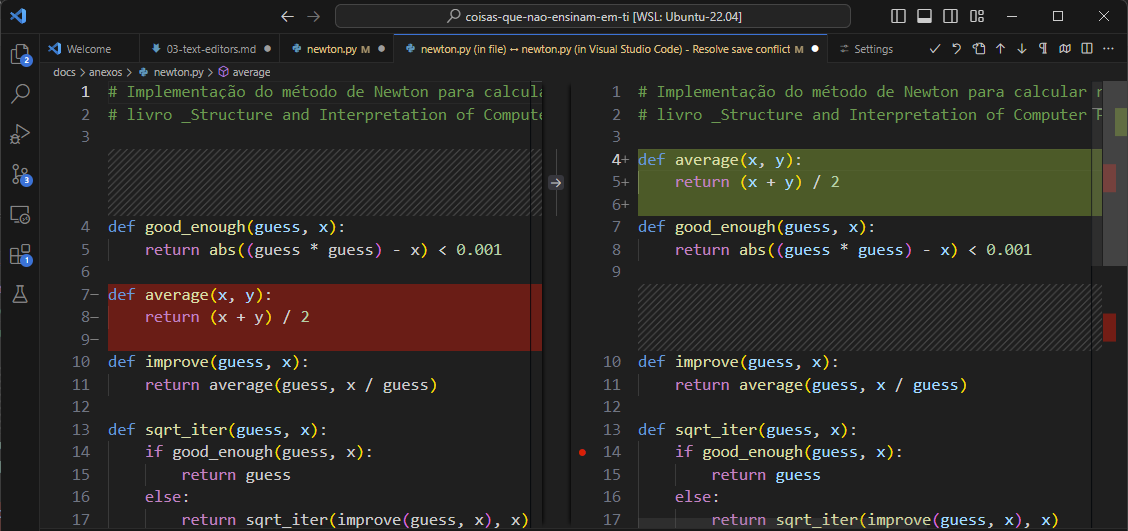 coisas-que-nao-ensinam-em-ti [WSL: Ubuntu-22.04]
Welcome
03-text-editors.md
newton.py M
newton.py (in file) ↔ newton.py (in Visual Studio Code) - Resolve save conflict M
Settings
docs > anexos > newton.py > average
2
3
1
1 # Implementação do método de Newton para calcula
2 # livro _Structure and Interpretation of Compute
3
4 def good_enough(guess, x):
5 return abs((guess * guess) - x) < 0.001
6
7- def average(x, y):
8- return (x + y) / 2
9-
10 def improve(guess, x):
11 return average(guess, x / guess)
12
13 def sqrt_iter(guess, x):
14 if good_enough(guess, x):
15 return guess
16 else:
17 return sqrt_iter(improve(guess, x), x)
1 # Implementação do método de Newton para calcular
2 # livro _Structure and Interpretation of Computer
3
4+ def average(x, y):
5+ return (x + y) / 2
6+
7 def good_enough(guess, x):
8 return abs((guess * guess) - x) < 0.001
9
10 def improve(guess, x):
11 return average(guess, x / guess)
12
13 def sqrt_iter(guess, x):
14 if good_enough(guess, x):
15 return guess
16 else:
17 return sqrt_iter(improve(guess, x), x)